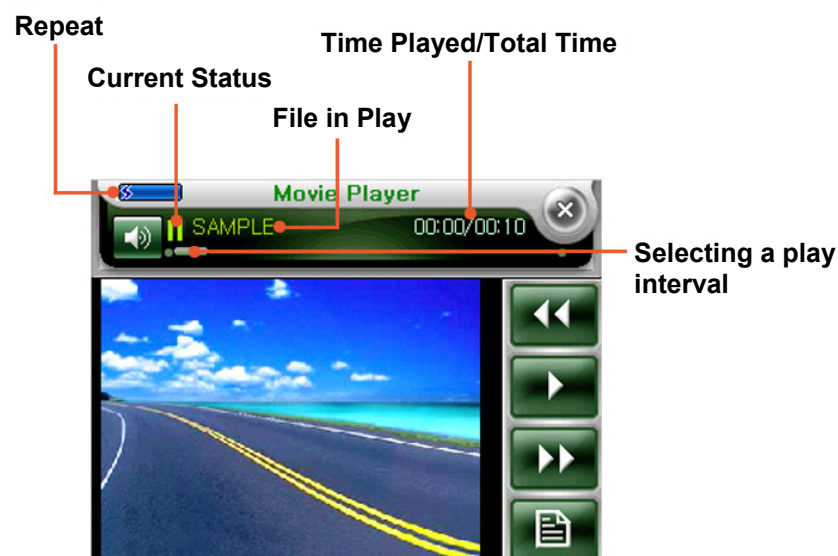 Repeat
Time Played/Total Time
Current Status
File in Play
Movie Player
SAMPLE
00:00/00:10
Selecting a play
interval